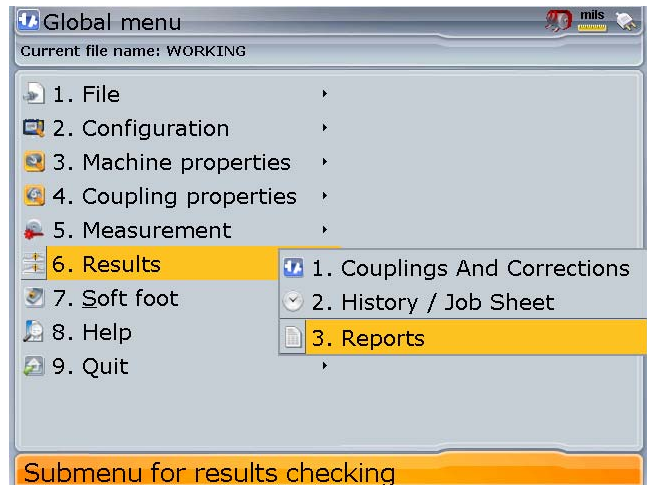 Global menu
mils
Current file name: WORKING
1. File
2. Configuration
3. Machine properties
4. Coupling properties
5. Measurement
6. Results
1. Couplings And Corrections
7. Soft foot
2. History / Job Sheet
8. Help
3. Reports
9. Quit
Submenu for results checking